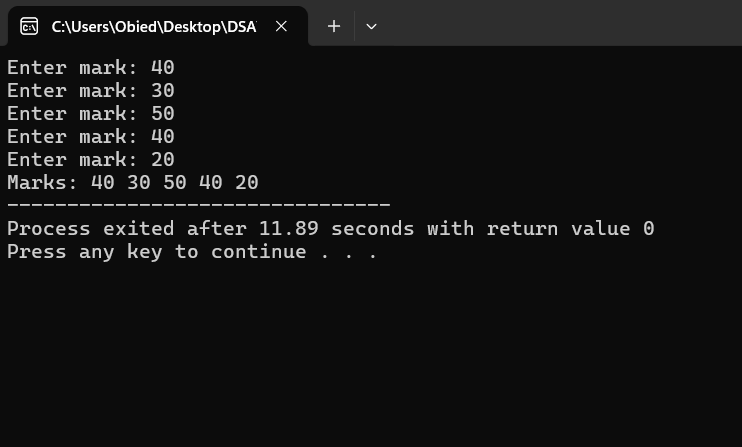 C:\Users\Obied\Desktop\DSA
Enter mark: 40
Enter mark: 30
Enter mark: 50
Enter mark: 40
Enter mark: 20
Marks: 40 30 50 40 20
--------------------------------
Process exited after 11.89 seconds with return value 0
Press any key to continue . . .